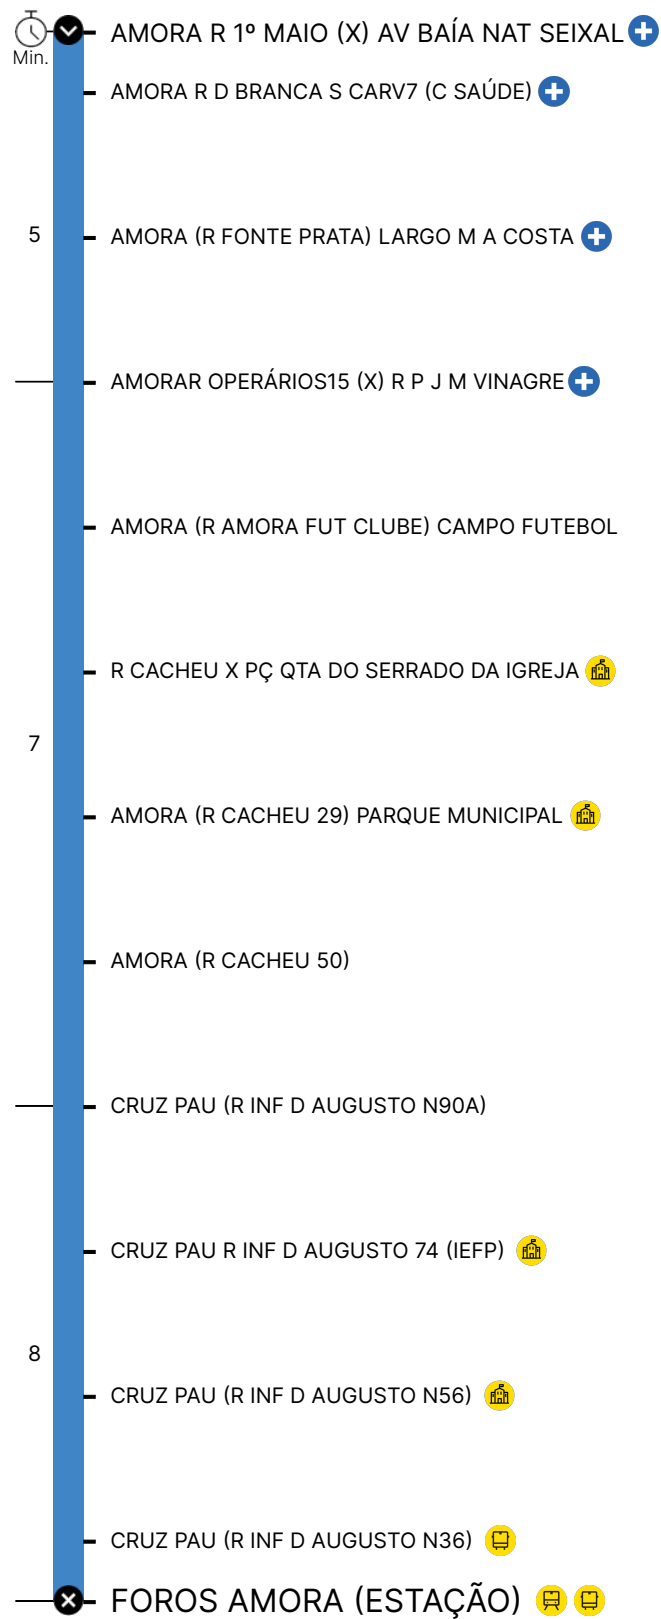 AMORA R 1º MAIO (X) AV BAÍA NAT SEIXAL
Min.
AMORA R D BRANCA S CARV7 (C SAÚDE)
5
AMORA (R FONTE PRATA) LARGO M A COSTA
AMORAR OPERÁRIOS15 (X) R P J M VINAGRE
AMORA (R AMORA FUT CLUBE) CAMPO FUTEBOL
R CACHEU X PÇ QTA DO SERRADO DA IGREJA
7
AMORA (R CACHEU 29) PARQUE MUNICIPAL
AMORA (R CACHEU 50)
CRUZ PAU (R INF D AUGUSTO N90A)
CRUZ PAU R INF D AUGUSTO 74 (IEFP)
8
CRUZ PAU (R INF D AUGUSTO N56)
CRUZ PAU (R INF D AUGUSTO N36)
FOROS AMORA (ESTAÇÃO)